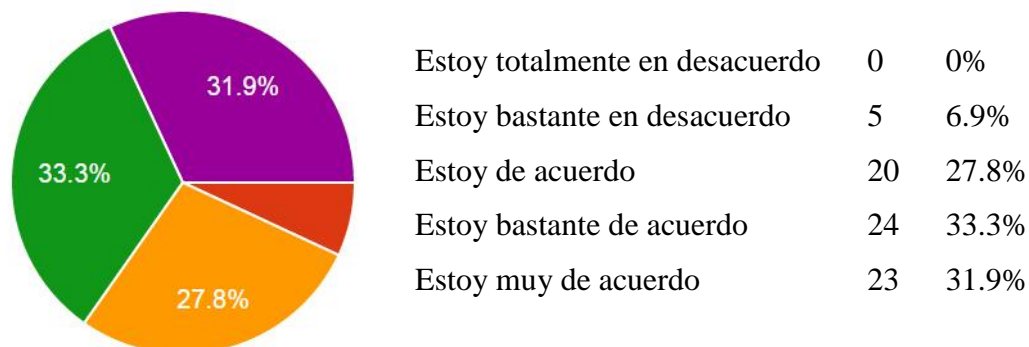 31.9%
33.3%
27.8%
Estoy totalmente en desacuerdo 0 0%
Estoy bastante en desacuerdo 5 6.9%
Estoy de acuerdo 20 27.8%
Estoy bastante de acuerdo 24 33.3%
Estoy muy de acuerdo 23 31.9%